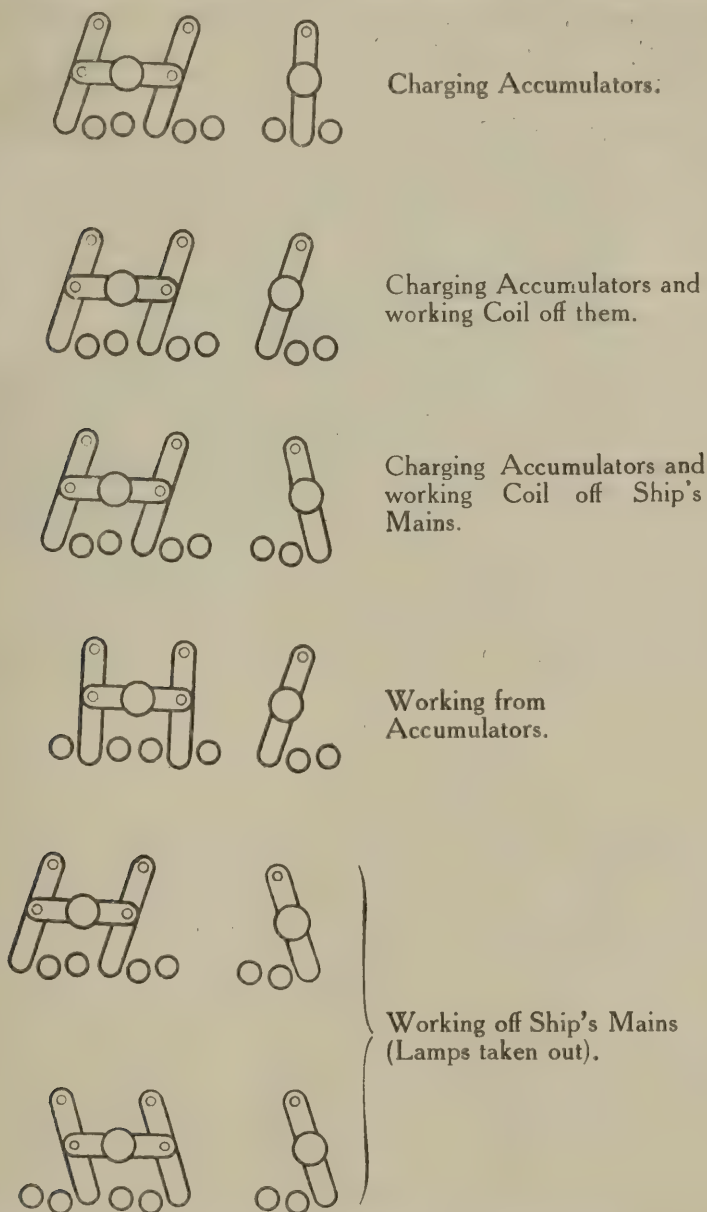 Charging Accumulators.
Charging Accumulators and
working Coil off them.
Charging Accumulators and
working Coil off Ship's
Mains.
Working from
Accumulators.
Working off Ship's Mains
(Lamps taken out).